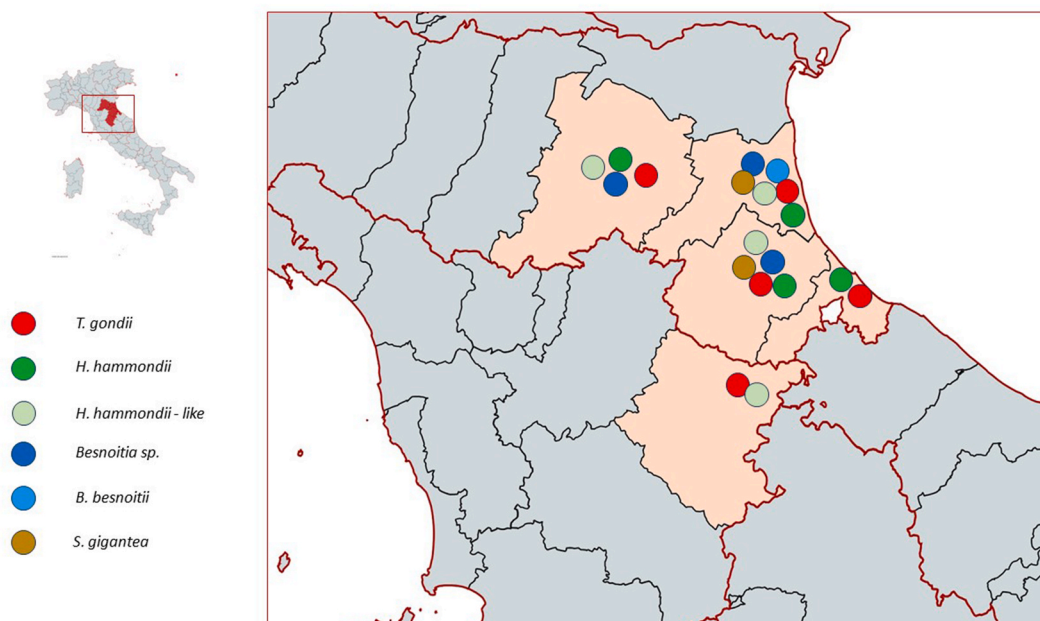 T. gondii
H. hammondii
H. hammondii - like
Besnoitia sp.
B. besnoitii
S. gigantea